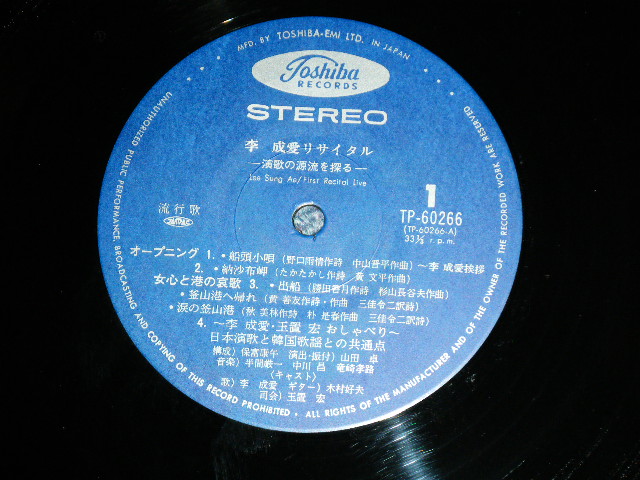 MFD. BY TOSHIBA-EMI LTD. IN JAPAN
Toshiba
RECORDS
STEREO
李 成愛リサイタル
—演歌の源流を探る—
Lee Sung Ae/First Recital Live
1
TP-60266
(TP-60266-A)
33⅓ r.p.m.
流行歌
オープニング 1.・船頭小唄(野口雨情作詩 中山晋平作曲)〜李 成愛挨拶
2.・納沙布岬(たかたかし作詩 黄 文平作曲)
女心と港の哀歌 3.・出船(勝田香月作詩 杉山長谷夫作曲)
・釜山港へ帰れ(黄 善友作詩・作曲 三佳令二訳詩)
・涙の釜山港(秋 美林作詩 朴 是春作曲 三佳令二訳詩)
4.〜李 成愛・玉置 宏 おしゃべり〜
日本演歌と韓国歌謡との共通点
構成)保富康午 演出・振付)山田 卓
音楽)半間厳一 中川 昌 竜崎孝路
〈キャスト〉
歌)李 成愛 ギター)木村好夫
司会)玉置 宏
UNAUTHORIZED PUBLIC PERFORMANCE, BROADCASTING AND COPYING OF THIS RECORD PROHIBITED • ALL RIGHTS OF THE MANUFACTURER AND OF THE OWNER OF THE RECORDED WORK ARE RESERVED